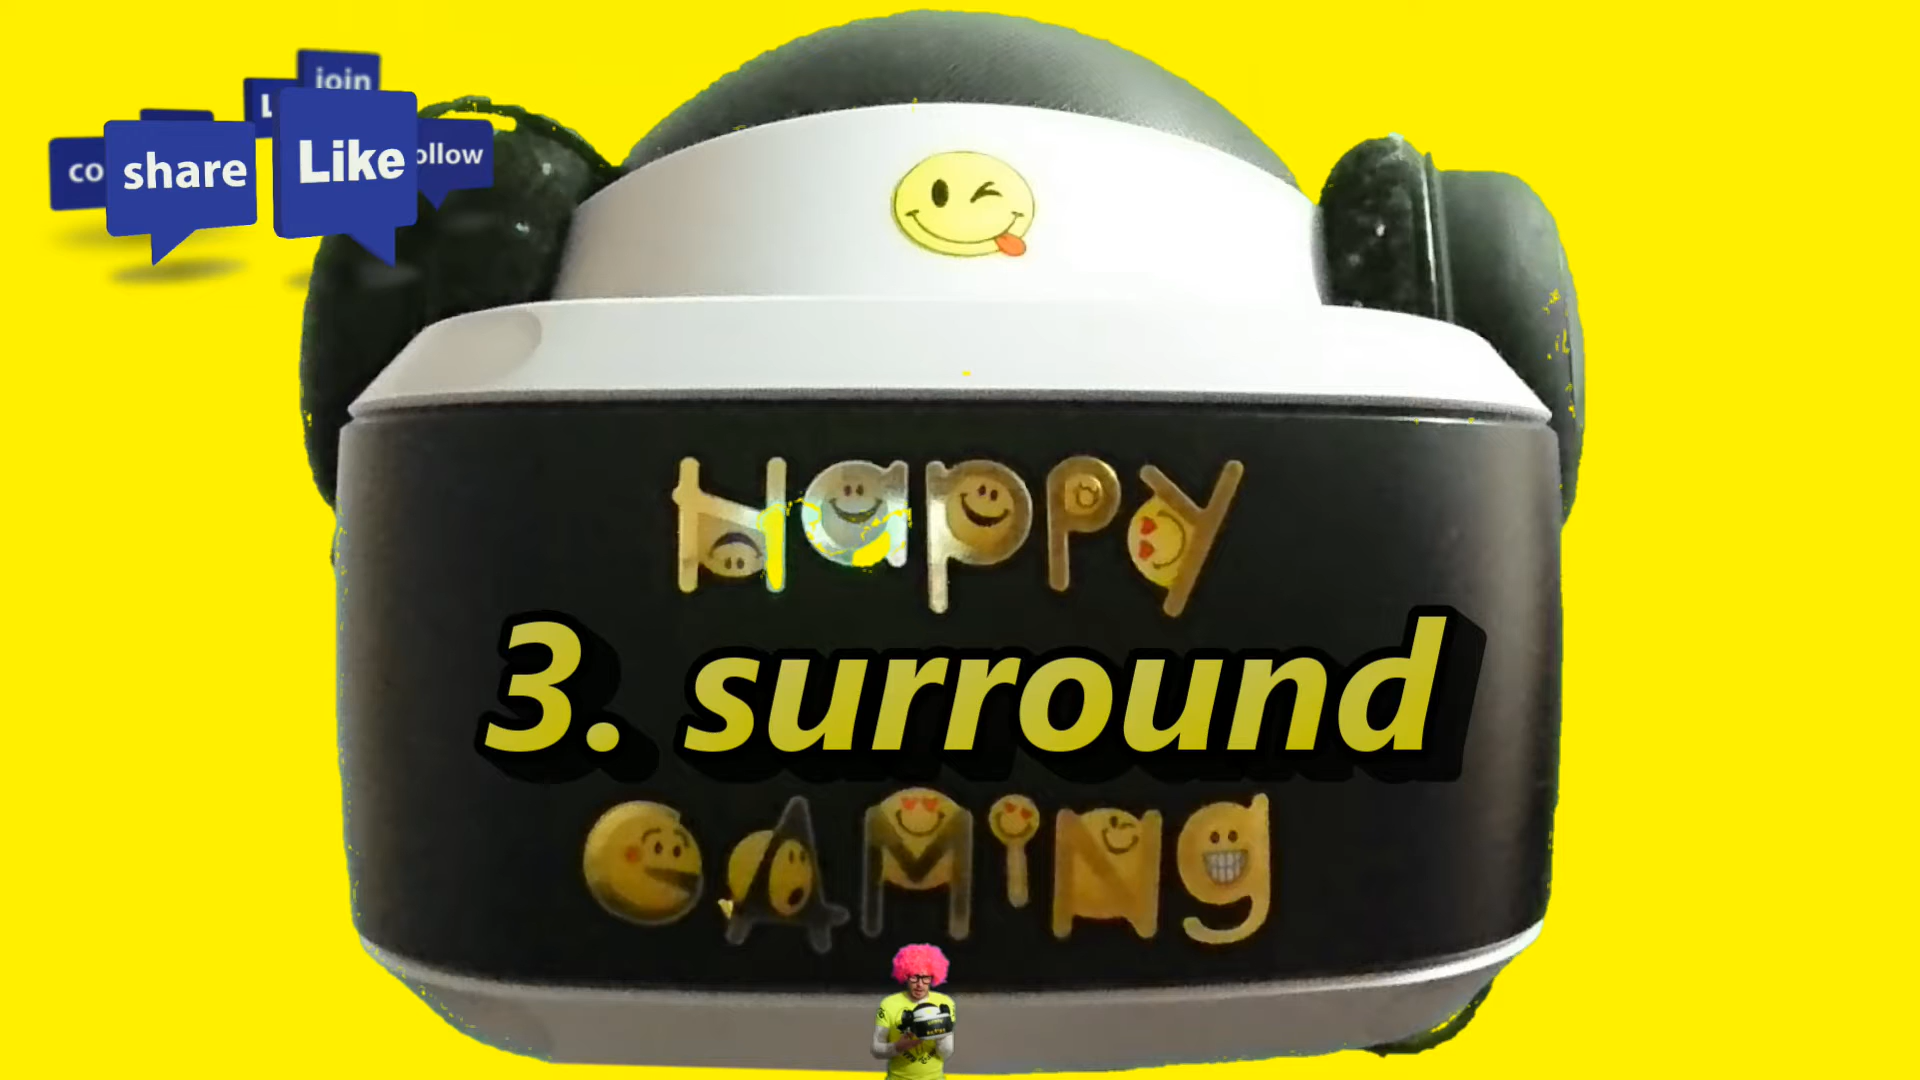 join
L
co
share
Like
ollow
Happy
3. surround
GAMiNg